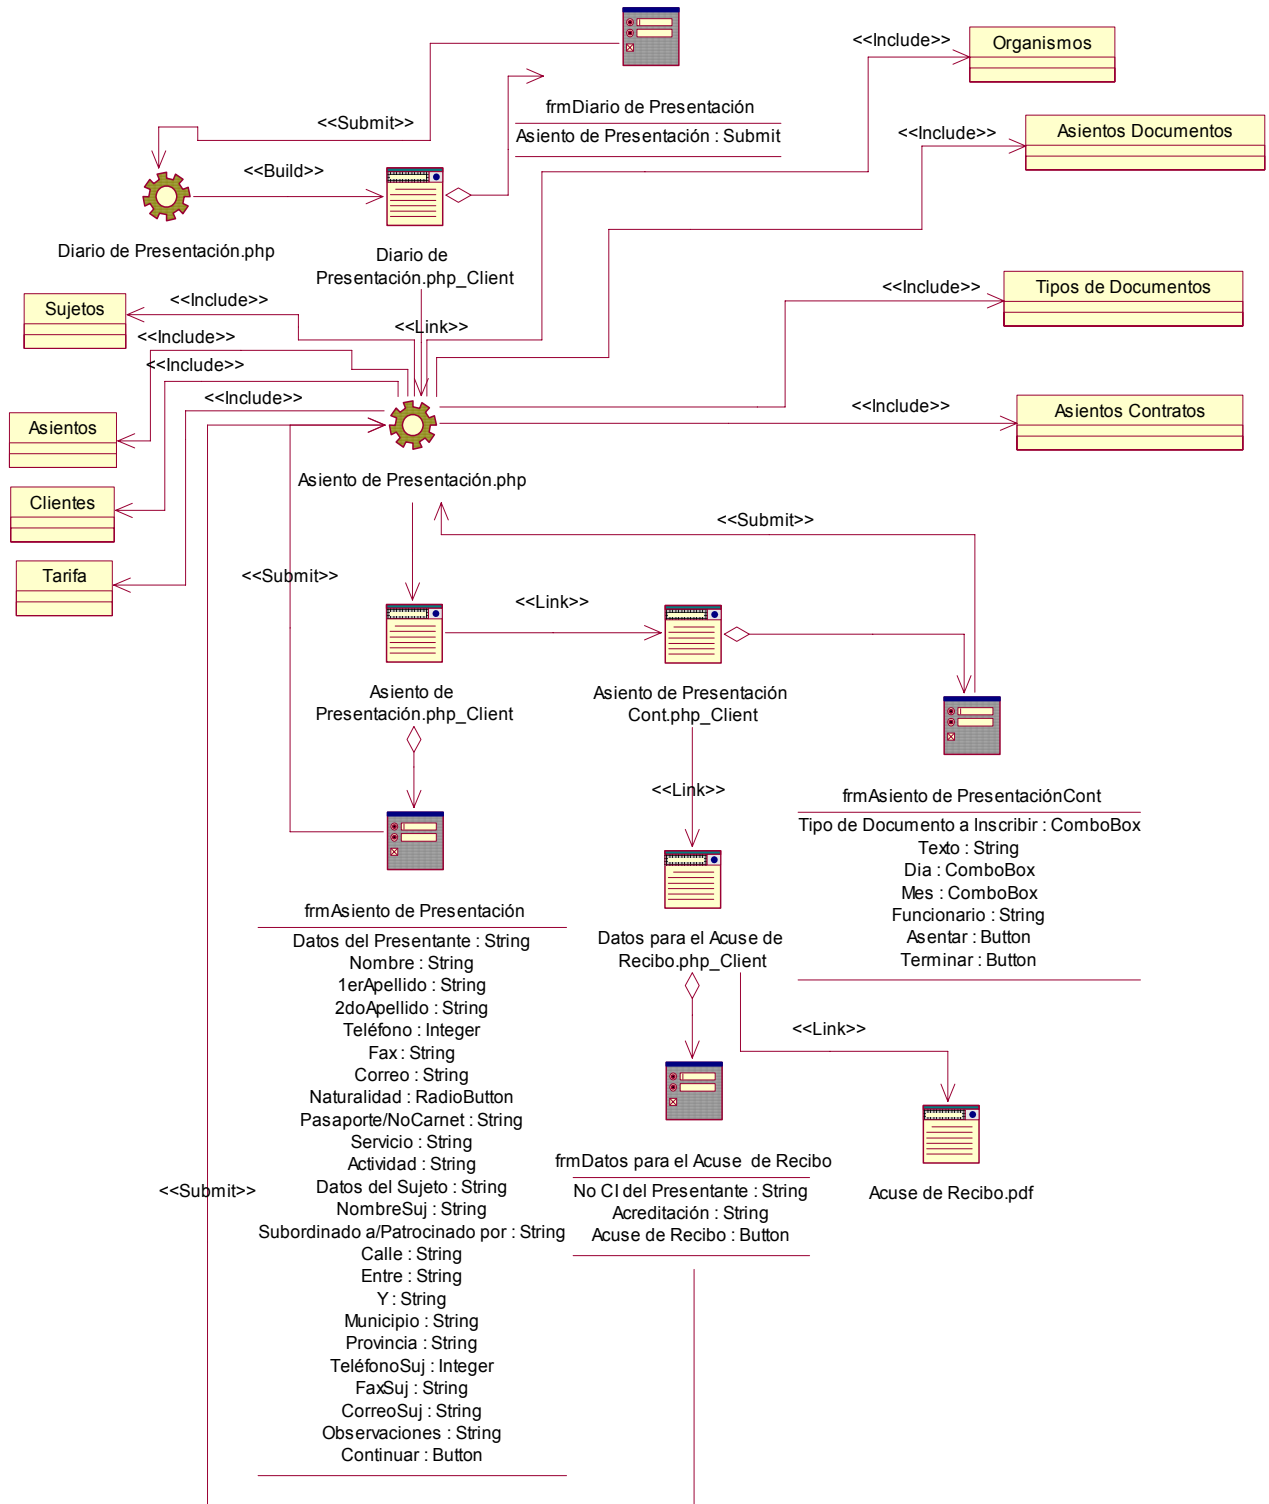 <<Include>>
Organismos
frmDiario de Presentación
Asiento de Presentación : Submit
<<Submit>>
<<Include>>
Asientos Documentos
<<Build>>
Diario de Presentación.php
Diario de
Presentación.php_Client
<<Include>>
Tipos de Documentos
Sujetos
<<Include>>
<<Link>>
<<Include>>
<<Include>>
<<Include>>
<<Include>>
Asientos Contratos
Asientos
Asiento de Presentación.php
Clientes
<<Submit>>
Tarifa
<<Submit>>
<<Link>>
Asiento de
Presentación.php_Client
Asiento de Presentación
Cont.php_Client
<<Link>>
frmAsiento de PresentaciónCont
Tipo de Documento a Inscribir : ComboBox
Texto : String
Dia : ComboBox
Mes : ComboBox
Funcionario : String
Asentar : Button
Terminar : Button
frmAsiento de Presentación
Datos del Presentante : String
Nombre : String
1erApellido : String
2doApellido : String
Teléfono : Integer
Fax : String
Correo : String
Naturalidad : RadioButton
Pasaporte/NoCarnet : String
Servicio : String
Actividad : String
Datos del Sujeto : String
NombreSuj : String
Subordinado a/Patrocinado por : String
Calle : String
Entre : String
Y : String
Municipio : String
Provincia : String
TeléfonoSuj : Integer
FaxSuj : String
CorreoSuj : String
Observaciones : String
Continuar : Button
Datos para el Acuse de
Recibo.php_Client
<<Link>>
frmDatos para el Acuse  de Recibo
No CI del Presentante : String
Acreditación : String
Acuse de Recibo : Button
Acuse de Recibo.pdf
<<Submit>>